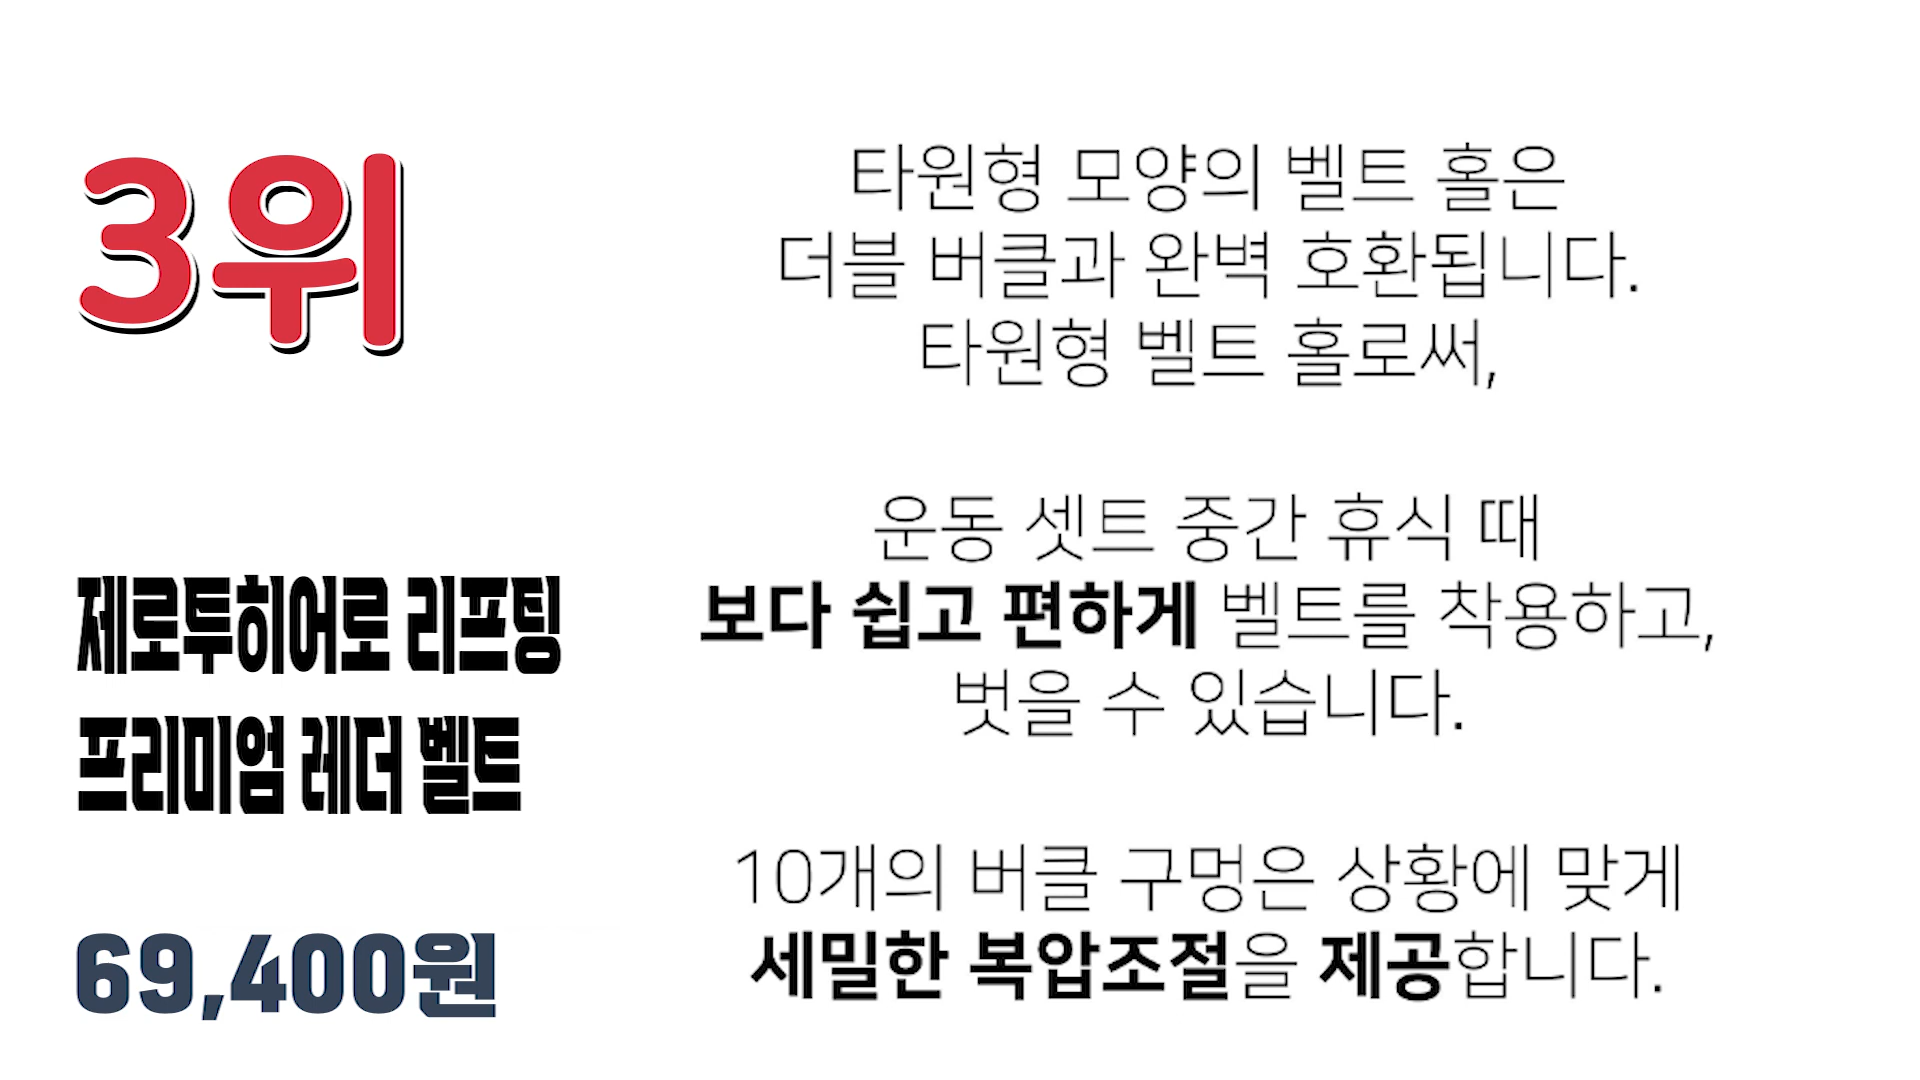 3위
제로투히어로 리프팅
프리미엄 레더 벨트
69,400원
타원형 모양의 벨트 홀은
더블 버클과 완벽 호환됩니다.
타원형 벨트 홀로써,
운동 셋트 중간 휴식 때
보다 쉽고 편하게 벨트를 착용하고,
벗을 수 있습니다.
10개의 버클 구멍은 상황에 맞게
세밀한 복압조절을 제공합니다.